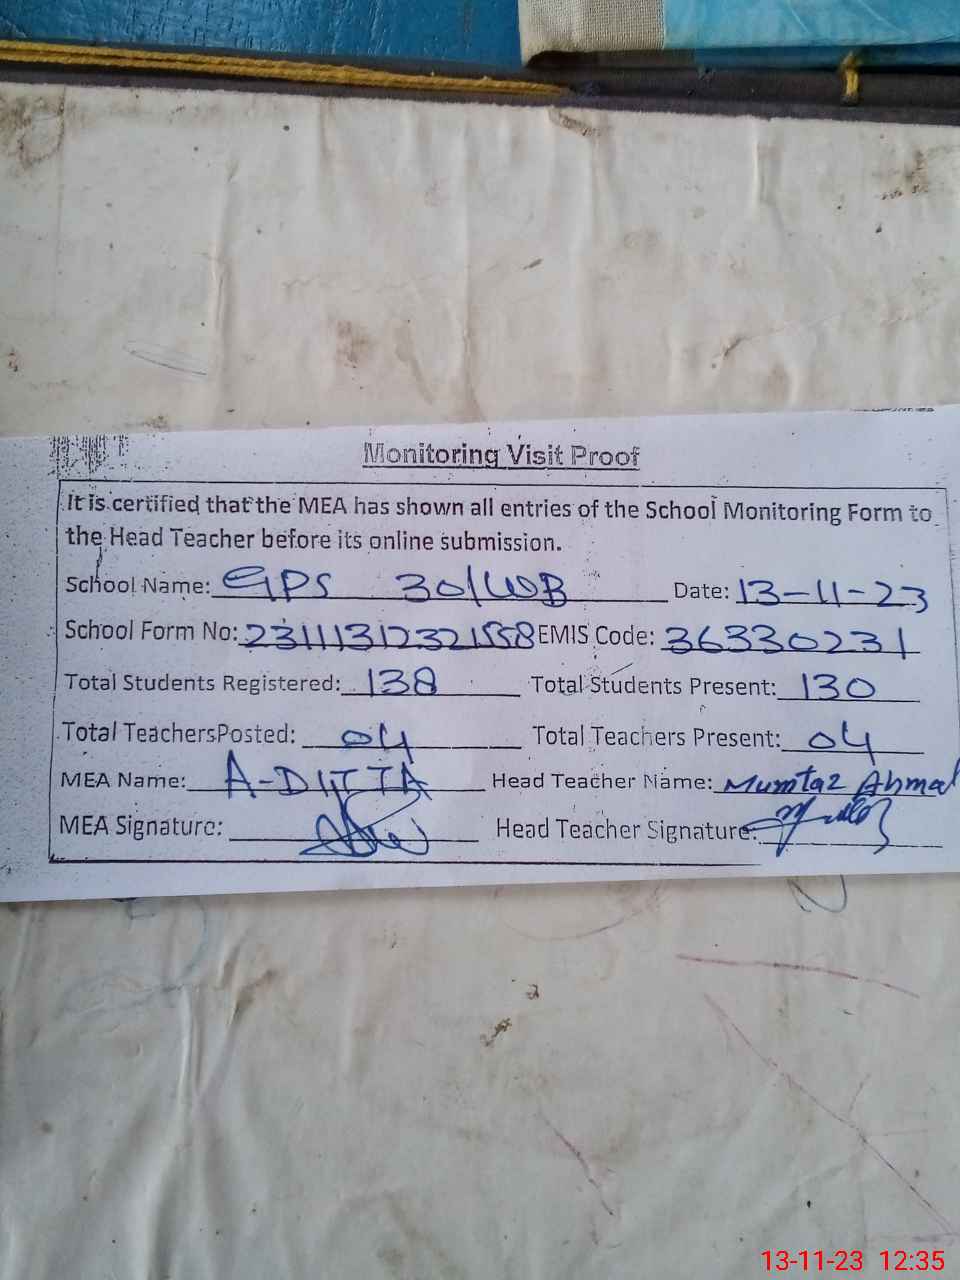 Monitoring Visit Proof
It is certified that the MEA has shown all entries of the School Monitoring Form to
the Head Teacher before its online submission.
School Name: GPS 30/WB Date: 13-11-23
School Form No: 23111312321558 EMIS Code: 36330231
Total Students Registered: 138 Total Students Present: 130
Total TeachersPosted: 04 Total Teachers Present: 04
MEA Name: A-DITTA Head Teacher Name: Mumtaz Ahmad
MEA Signature: Head Teacher Signature:
13-11-23 12:35